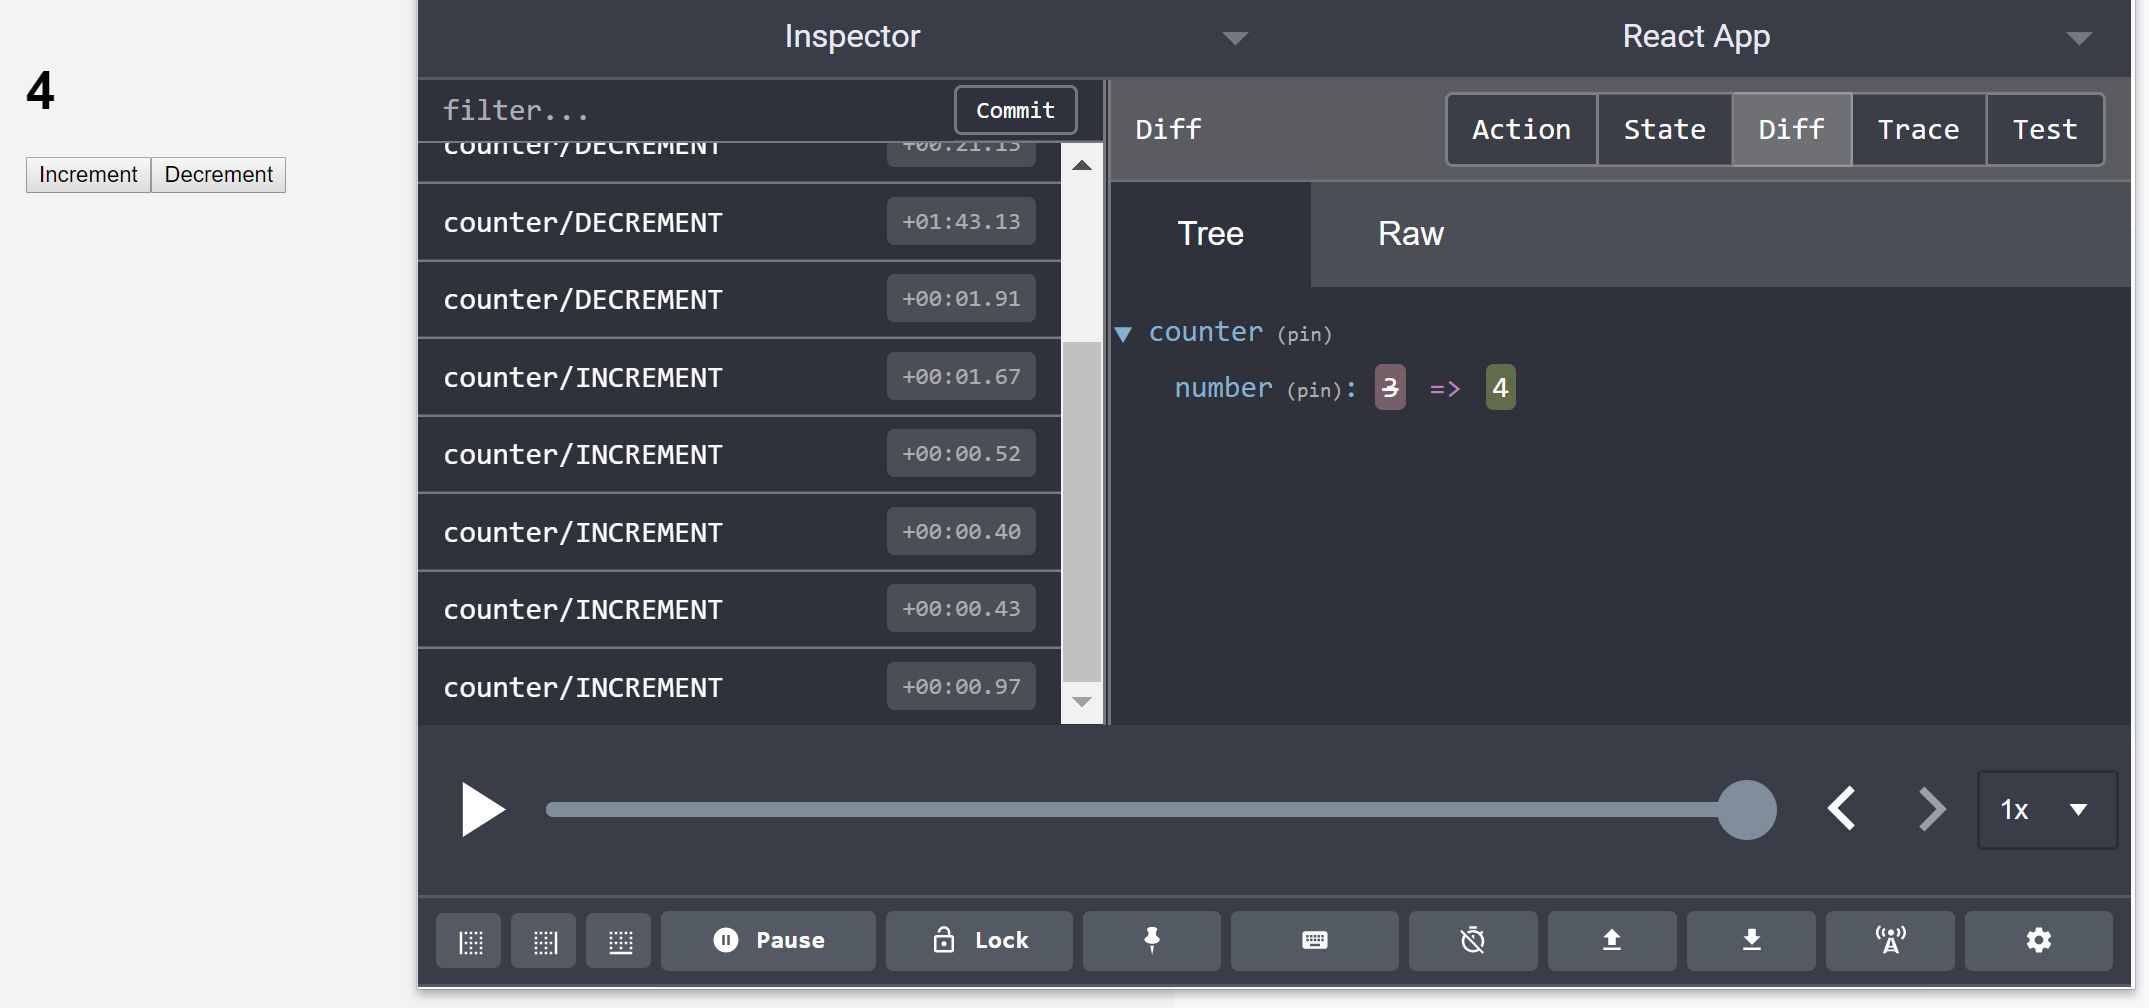 4
Increment Decrement
Inspector React App
filter... Commit
Diff Action State Diff Trace Test
counter/DECREMENT +00:21.13
counter/DECREMENT +01:43.13
counter/DECREMENT +00:01.91
counter/INCREMENT +00:01.67
counter/INCREMENT +00:00.52
counter/INCREMENT +00:00.40
counter/INCREMENT +00:00.43
counter/INCREMENT +00:00.97
Tree Raw
counter (pin)
number (pin): 3 => 4
1x
Pause Lock